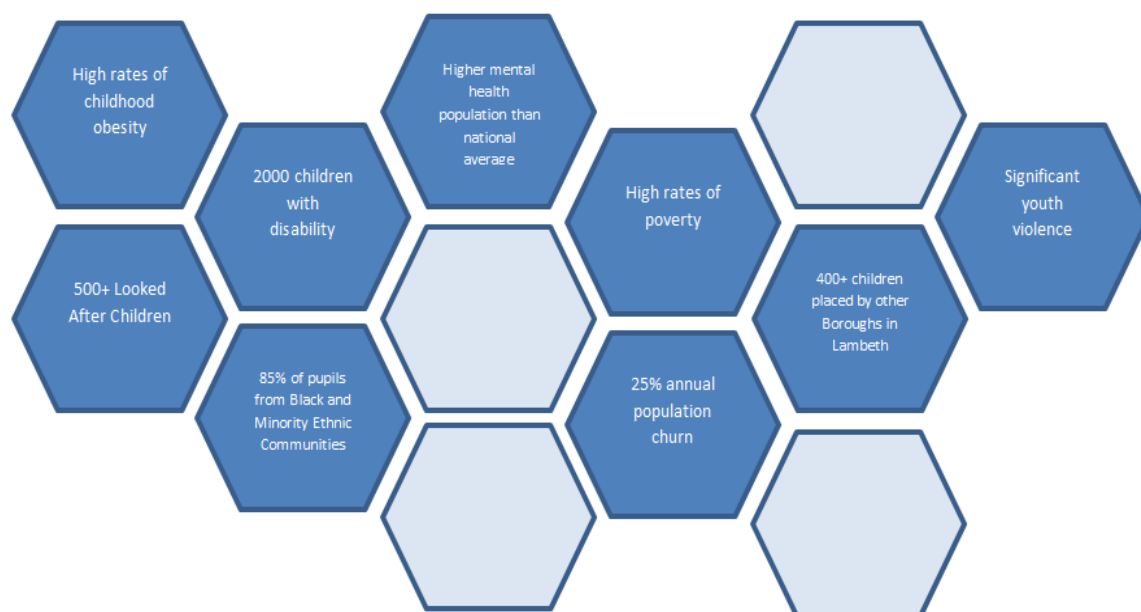 High rates of
childhood
obesity
Higher mental
health
population than
national
average
2000 children
with
disability
High rates of
poverty
Significant
youth
violence
500+ Looked
After Children
400+ children
placed by other
Boroughs in
Lambeth
85% of pupils
from Black and
Minority Ethnic
Communities
25% annual
population
churn